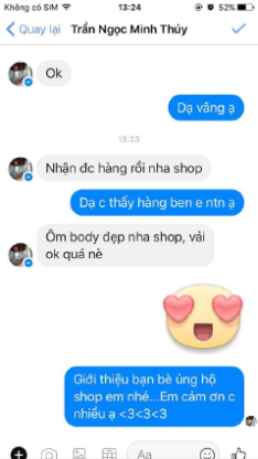 Không có SIM 13:24 52%
Quay lại Trần Ngọc Minh Thúy
Ok
Dạ vâng ạ
13:23
Nhận đc hàng rồi nha shop
Dạ c thấy hàng ben e ntn ạ
Ôm body đẹp nha shop, vải
ok quá nè
Giới thiệu bạn bè ủng hộ
shop em nhé...Em cảm ơn c
nhiều ạ <3<3<3
Aa